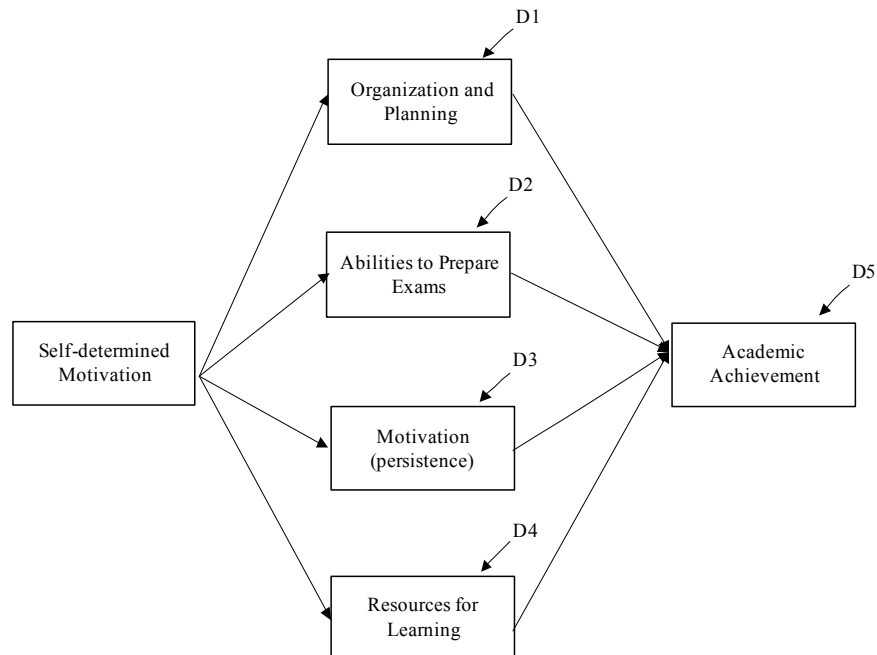 D1
Organization and
Planning
D2
Abilities to Prepare
Exams
D5
Self-determined
Motivation
Academic
Achievement
D3
Motivation
(persistence)
D4
Resources for
Learning